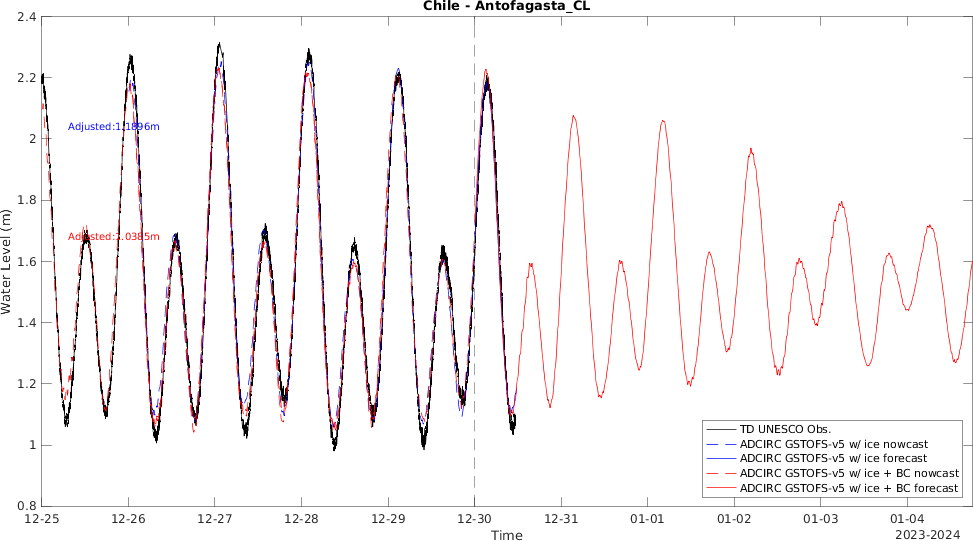 Chile - Antofagasta_CL
2.4
2.2
2
1.8
1.6
1.4
1.2
1
0.8
Water Level (m)
Adjusted:1.1896m
Adjusted:1.0385m
TD UNESCO Obs.
ADCIRC GSTOFS-v5 w/ ice nowcast
ADCIRC GSTOFS-v5 w/ ice forecast
ADCIRC GSTOFS-v5 w/ ice + BC nowcast
ADCIRC GSTOFS-v5 w/ ice + BC forecast
12-25 12-26 12-27 12-28 12-29 12-30 12-31 01-01 01-02 01-03 01-04
Time
2023-2024